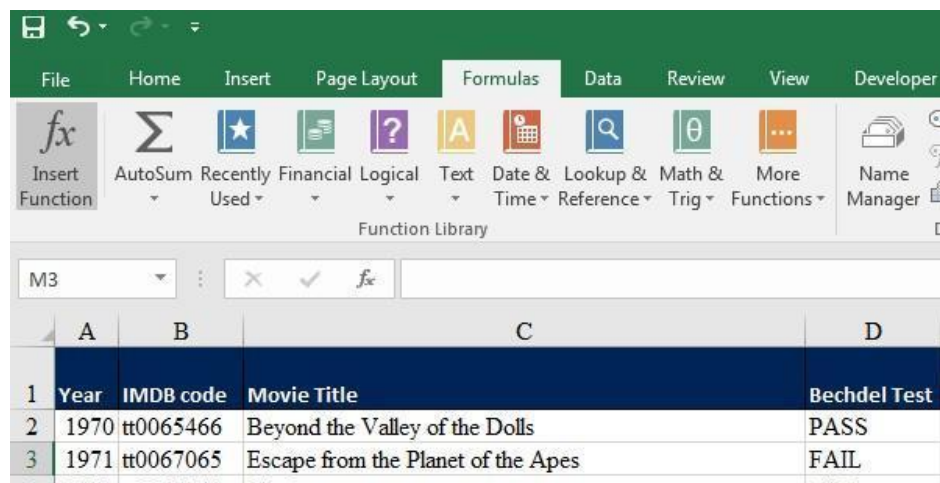 File Home Insert Page Layout Formulas Data Review View Developer
fx Σ ? A θ
Insert AutoSum Recently Financial Logical Text Date & Lookup & Math & More Name
Function Used Time Reference Trig Functions Manager
Function Library
M3 fx
A B C D
1 Year IMDB code Movie Title Bechdel Test
2 1970 tt0065466 Beyond the Valley of the Dolls PASS
3 1971 tt0067065 Escape from the Planet of the Apes FAIL